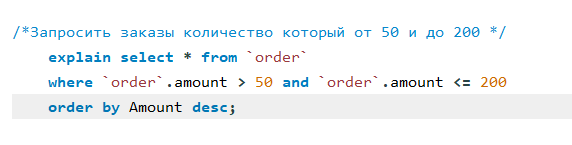 /*Запросить заказы количество который от 50 и до 200 */
explain select * from `order`
where `order`.amount > 50 and `order`.amount <= 200
order by Amount desc;